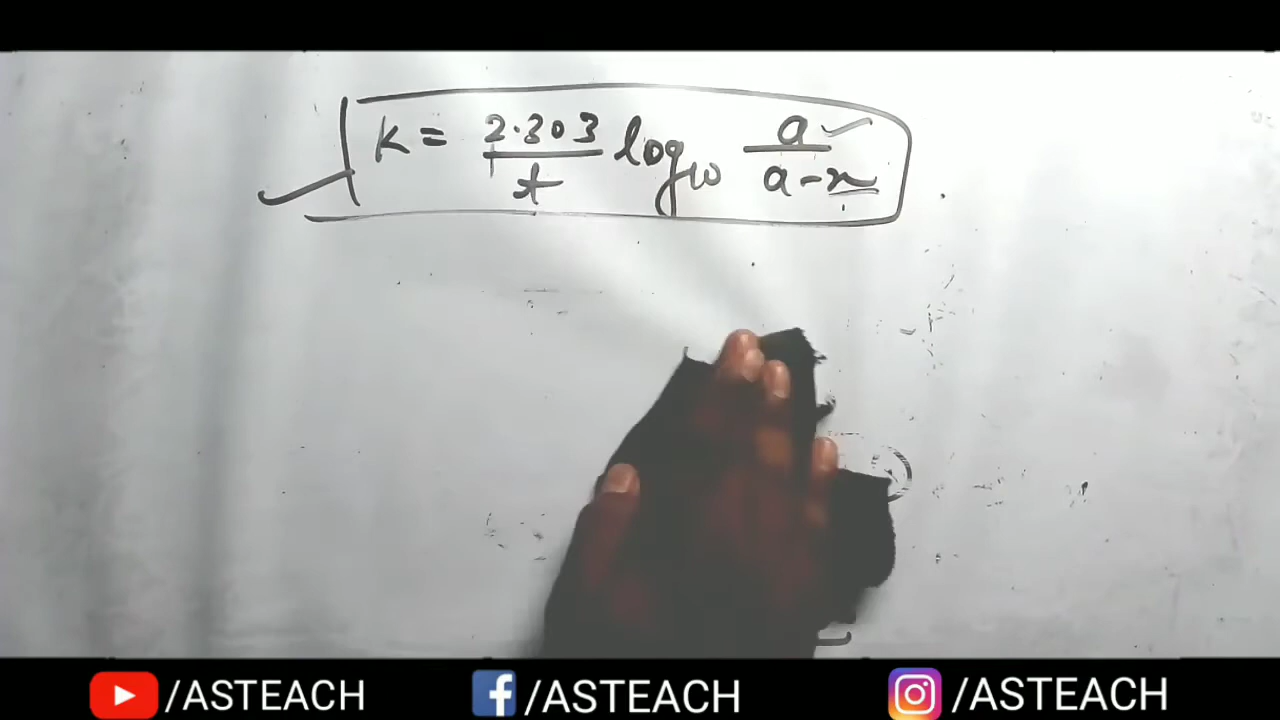 K = 2.303/t log10 a/a-x
/ASTEACH /ASTEACH /ASTEACH